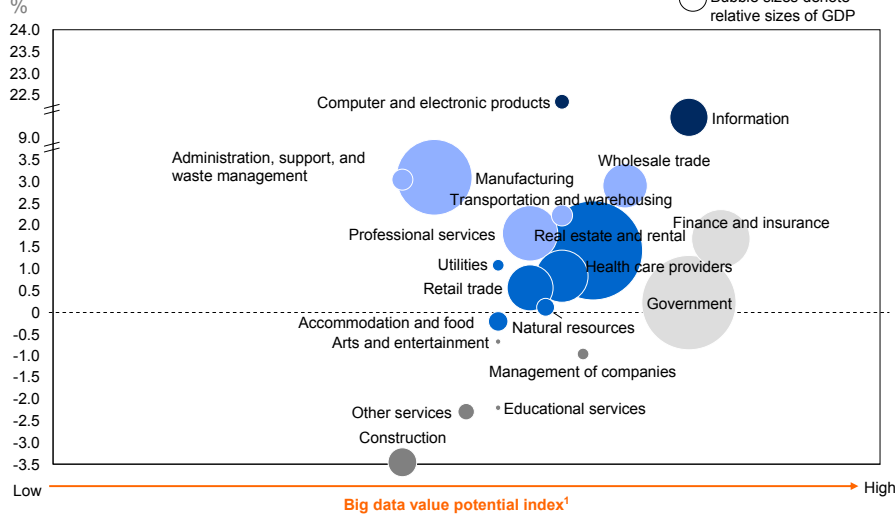 %
Bubble sizes denote
relative sizes of GDP
24.0
23.5
23.0
22.5
9.0
3.5
3.0
2.5
2.0
1.5
1.0
0.5
0
-0.5
-1.0
-1.5
-2.0
-2.5
-3.0
-3.5
Computer and electronic products
Information
Administration, support, and
waste management
Manufacturing
Wholesale trade
Transportation and warehousing
Professional services
Real estate and rental
Finance and insurance
Utilities
Health care providers
Retail trade
Government
Accommodation and food
Natural resources
Arts and entertainment
Management of companies
Other services
Educational services
Construction
Low
High
Big data value potential index¹